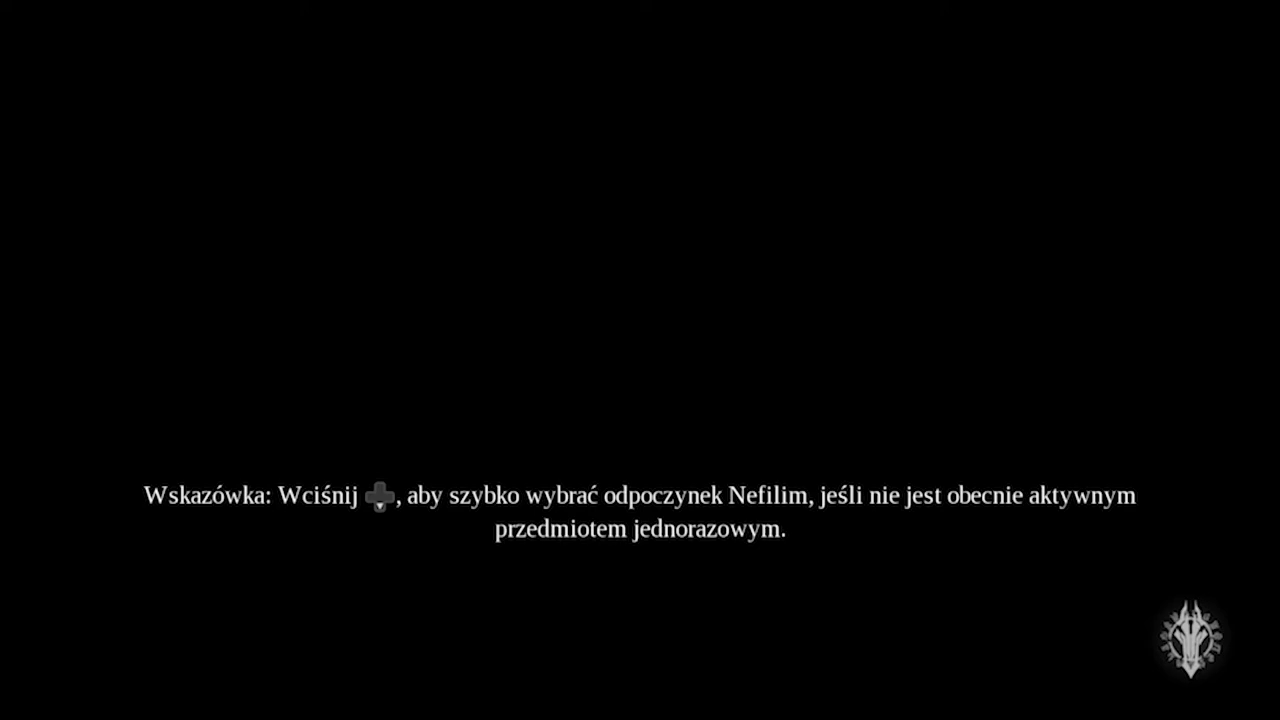 Wskazówka: Wciśnij , aby szybko wybrać odpoczynek Nefilim, jeśli nie jest obecnie aktywnym
przedmiotem jednorazowym.